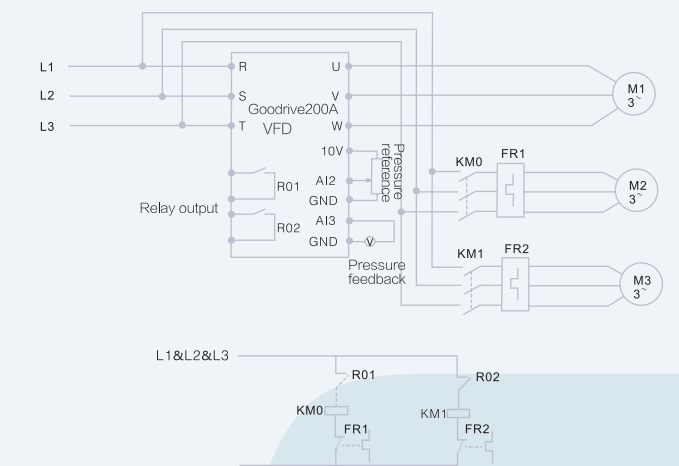 L1
R
U
M1
3~
L2
S
V
Goodrive200A
L3
T
VFD
W
10V
Pressure
reference
KM0
FR1
R01
AI2
M2
3~
Relay output
GND
R02
AI3
GND
V
Pressure
feedback
KM1
FR2
M3
3~
L1&L2&L3
R01
R02
KM0
KM1
FR1
FR2